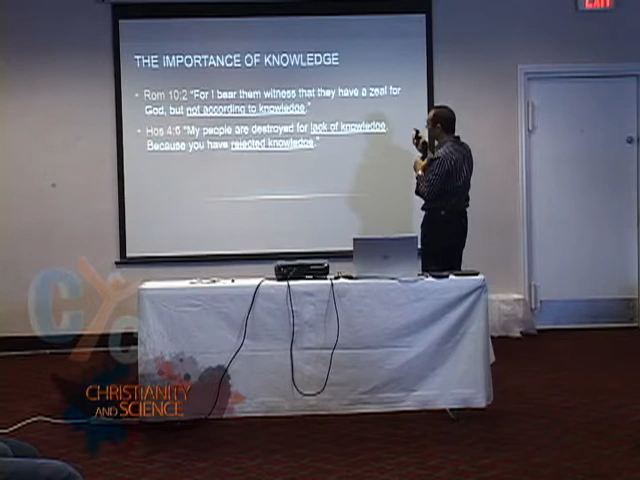 EXIT
THE IMPORTANCE OF KNOWLEDGE
• Rom 10:2 "For I bear them witness that they have a zeal for
God, but not according to knowledge."
• Hos 4:6 "My people are destroyed for lack of knowledge.
Because you have rejected knowledge."
CYC
CHRISTIANITY
AND SCIENCE